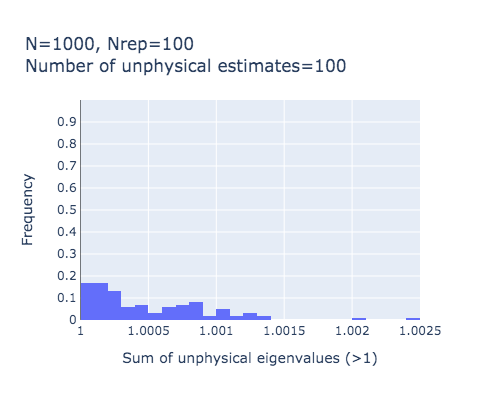 N=1000, Nrep=100
Number of unphysical estimates=100
0.9
0.8
0.7
0.6
0.5
0.4
0.3
0.2
0.1
0
Frequency
1 1.0005 1.001 1.0015 1.002 1.0025
Sum of unphysical eigenvalues (>1)